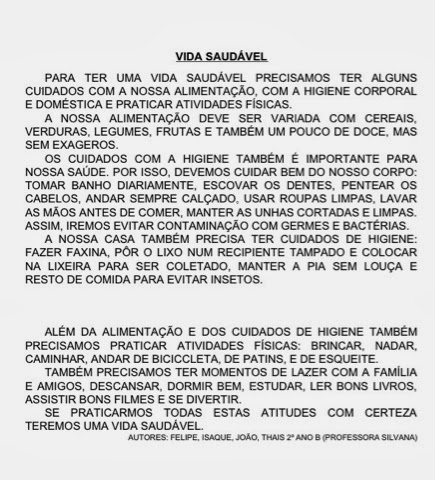 VIDA SAUDÁVEL
PARA TER UMA VIDA SAUDÁVEL PRECISAMOS TER ALGUNS
CUIDADOS COM A NOSSA ALIMENTAÇÃO, COM A HIGIENE CORPORAL
E DOMÉSTICA E PRATICAR ATIVIDADES FÍSICAS.
A NOSSA ALIMENTAÇÃO DEVE SER VARIADA COM CEREAIS,
VERDURAS, LEGUMES, FRUTAS E TAMBÉM UM POUCO DE DOCE, MAS
SEM EXAGEROS.
OS CUIDADOS COM A HIGIENE TAMBÉM É IMPORTANTE PARA
NOSSA SAÚDE. POR ISSO, DEVEMOS CUIDAR BEM DO NOSSO CORPO:
TOMAR BANHO DIARIAMENTE, ESCOVAR OS DENTES, PENTEAR OS
CABELOS, ANDAR SEMPRE CALÇADO, USAR ROUPAS LIMPAS, LAVAR
AS MÃOS ANTES DE COMER, MANTER AS UNHAS CORTADAS E LIMPAS.
ASSIM, IREMOS EVITAR CONTAMINAÇÃO COM GERMES E BACTÉRIAS.
A NOSSA CASA TAMBÉM PRECISA TER CUIDADOS DE HIGIENE:
FAZER FAXINA, PÔR O LIXO NUM RECIPIENTE TAMPADO E COLOCAR
NA LIXEIRA PARA SER COLETADO, MANTER A PIA SEM LOUÇA E
RESTO DE COMIDA PARA EVITAR INSETOS.
ALÉM DA ALIMENTAÇÃO E DOS CUIDADOS DE HIGIENE TAMBÉM
PRECISAMOS PRATICAR ATIVIDADES FÍSICAS: BRINCAR, NADAR,
CAMINHAR, ANDAR DE BICICCLETA, DE PATINS, E DE ESQUEITE.
TAMBÉM PRECISAMOS TER MOMENTOS DE LAZER COM A FAMÍLIA
E AMIGOS, DESCANSAR, DORMIR BEM, ESTUDAR, LER BONS LIVROS,
ASSISTIR BONS FILMES E SE DIVERTIR.
SE PRATICARMOS TODAS ESTAS ATITUDES COM CERTEZA
TEREMOS UMA VIDA SAUDÁVEL.
AUTORES: FELIPE, ISAQUE, JOÃO, THAIS 2º ANO B (PROFESSORA SILVANA)